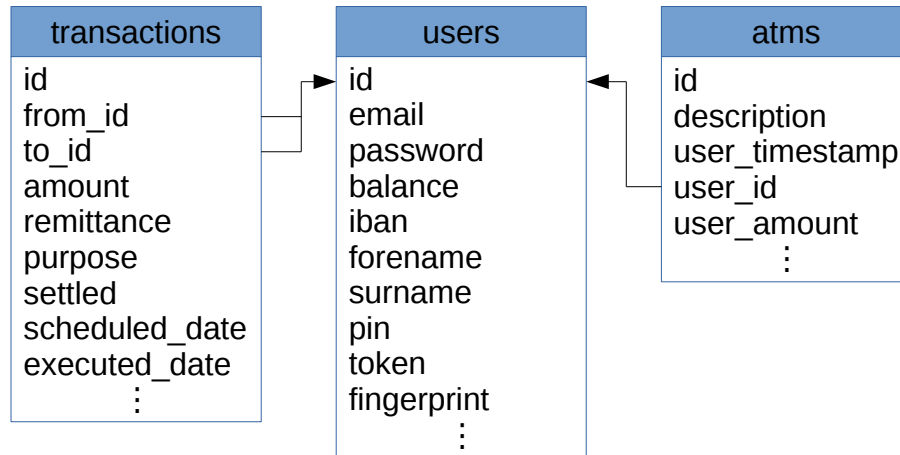 transactions
id
from_id
to_id
amount
remittance
purpose
settled
scheduled_date
executed_date
⋮
users
id
email
password
balance
iban
forename
surname
pin
token
fingerprint
⋮
atms
id
description
user_timestamp
user_id
user_amount
⋮